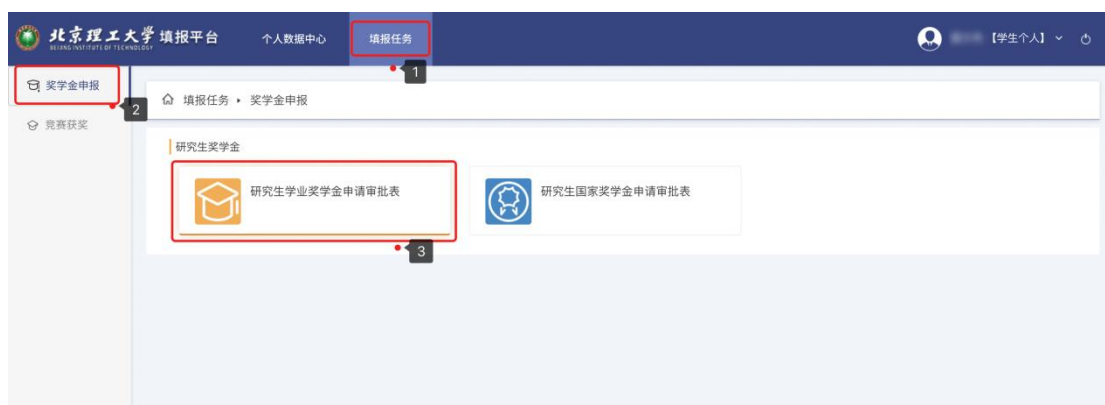 北京理工大学 填报平台 个人数据中心 填报任务 【学生个人】
BEIJING INSTITUTE OF TECHNOLOGY
1
奖学金申报
2
填报任务 奖学金申报
竞赛获奖
研究生奖学金
研究生学业奖学金申请审批表 研究生国家奖学金申请审批表
3